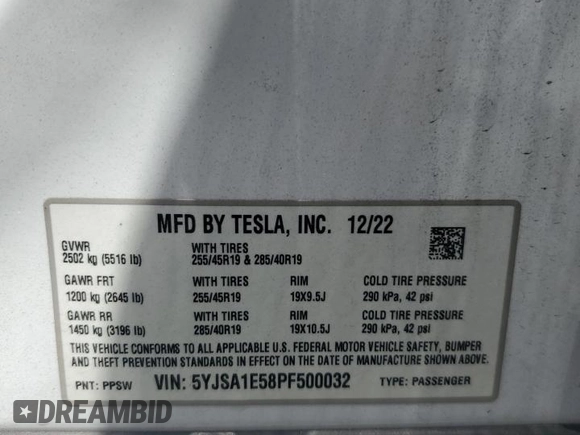 MFD BY TESLA, INC. 12/22
GVWR WITH TIRES
2502 kg (5516 lb) 255/45R19 & 285/40R19
GAWR FRT WITH TIRES RIM COLD TIRE PRESSURE
1200 kg (2645 lb) 255/45R19 19X9.5J 290 kPa, 42 psi
GAWR RR WITH TIRES RIM COLD TIRE PRESSURE
1450 kg (3196 lb) 285/40R19 19X10.5J 290 kPa, 42 psi
THIS VEHICLE CONFORMS TO ALL APPLICABLE U.S. FEDERAL MOTOR VEHICLE SAFETY, BUMPER
AND THEFT PREVENTION STANDARDS IN EFFECT ON THE DATE OF MANUFACTURE SHOWN ABOVE.
PNT: PPSW VIN: 5YJSA1E58PF500032 TYPE: PASSENGER
STAT.VIN